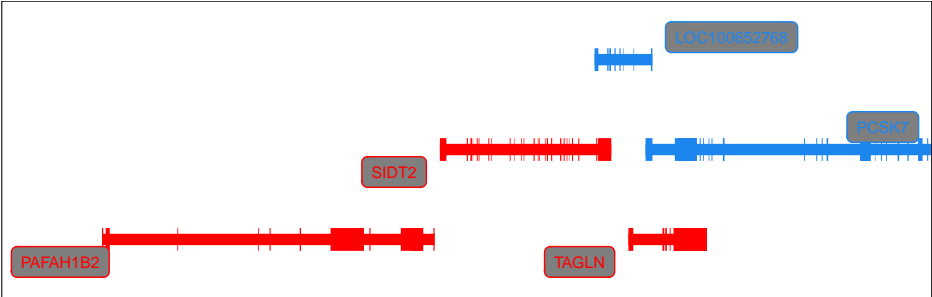 LOC100652768
PCSK7
SIDT2
PAFAH1B2
TAGLN